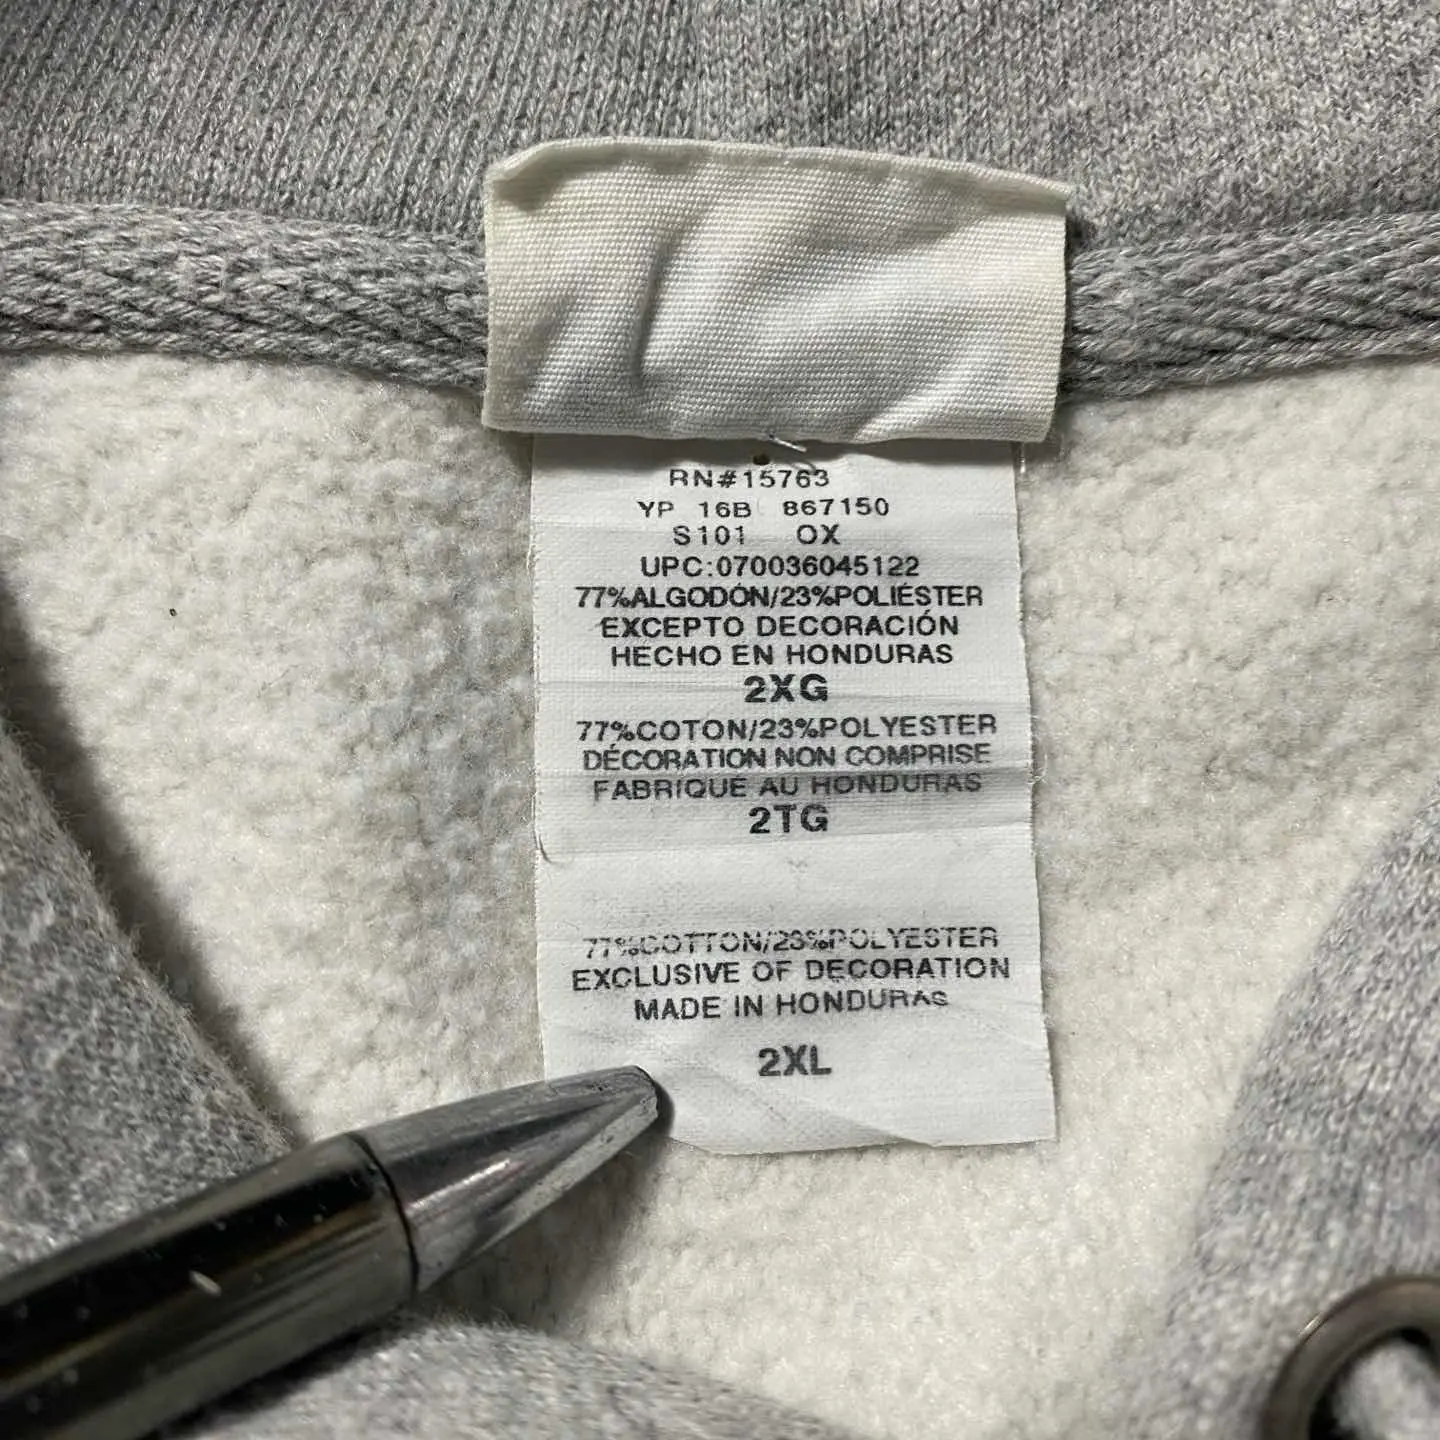 RN#15763
YP 16B 867150
S101 OX
UPC:070036045122
77%ALGODÓN/23%POLIÉSTER
EXCEPTO DECORACIÓN
HECHO EN HONDURAS
2XG
77%COTON/23%POLYESTER
DÉCORATION NON COMPRISE
FABRIQUE AU HONDURAS
2TG
77%COTTON/23%POLYESTER
EXCLUSIVE OF DECORATION
MADE IN HONDURAS
2XL